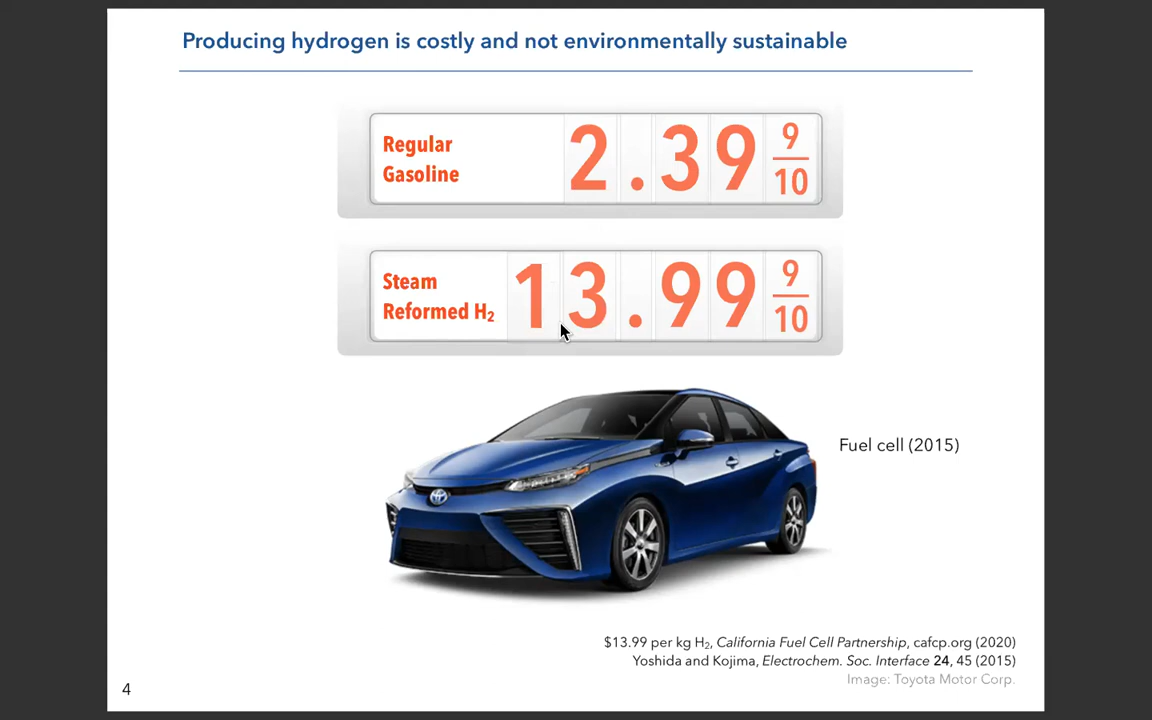 Producing hydrogen is costly and not environmentally sustainable
Regular
Gasoline
2.39 9/10
Steam
Reformed H₂
13.99 9/10
Fuel cell (2015)
$13.99 per kg H₂, California Fuel Cell Partnership, cafcp.org (2020)
Yoshida and Kojima, Electrochem. Soc. Interface 24, 45 (2015)
Image: Toyota Motor Corp.
4